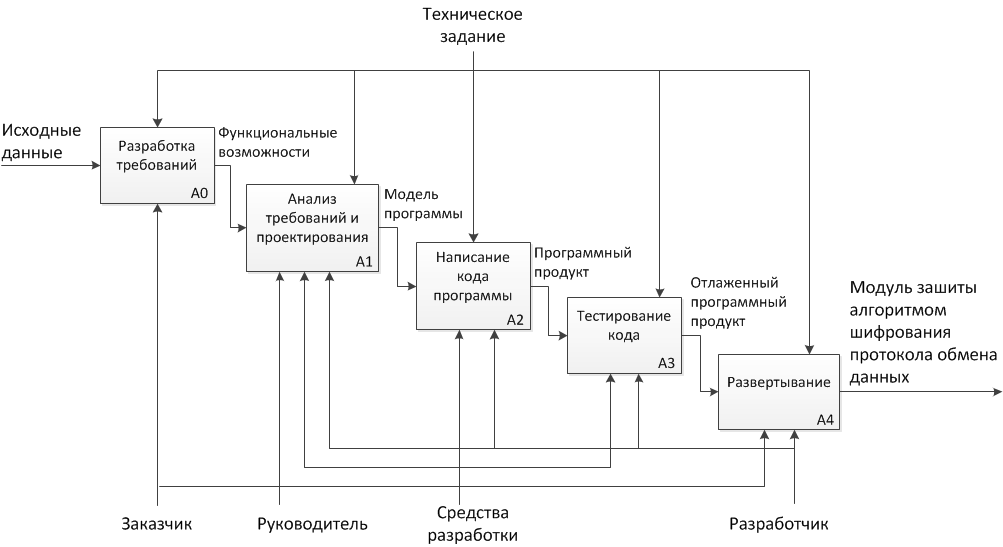 Техническое
задание
Исходные
данные
Разработка
требований
A0
Функциональные
возможности
Анализ
требований и
проектирования
A1
Модель
программы
Написание
кода
программы
A2
Программный
продукт
Тестирование
кода
A3
Отлаженный
программный
продукт
Развертывание
A4
Модуль зашиты
алгоритмом
шифрования
протокола обмена
данных
Заказчик
Руководитель
Средства
разработки
Разработчик